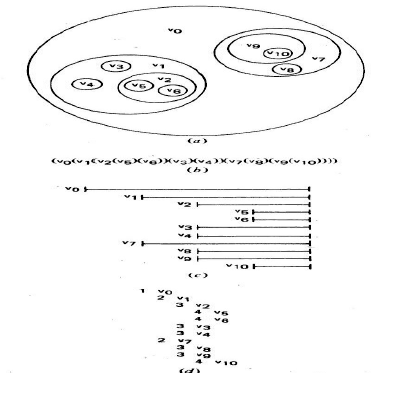 v0
v9
v10
v7
v8
v3
v1
v4
v2
v5
v6
(a)
(v0(v1(v2(v5)(v6))(v3)(v4))(v7(v8)(v9(v10))))
(b)
v0
v1
v2
v5
v6
v3
v4
v7
v8
v9
v10
(c)
1 v0
2 v1
3 v2
4 v5
4 v6
3 v3
3 v4
2 v7
3 v8
3 v9
4 v10
(d)